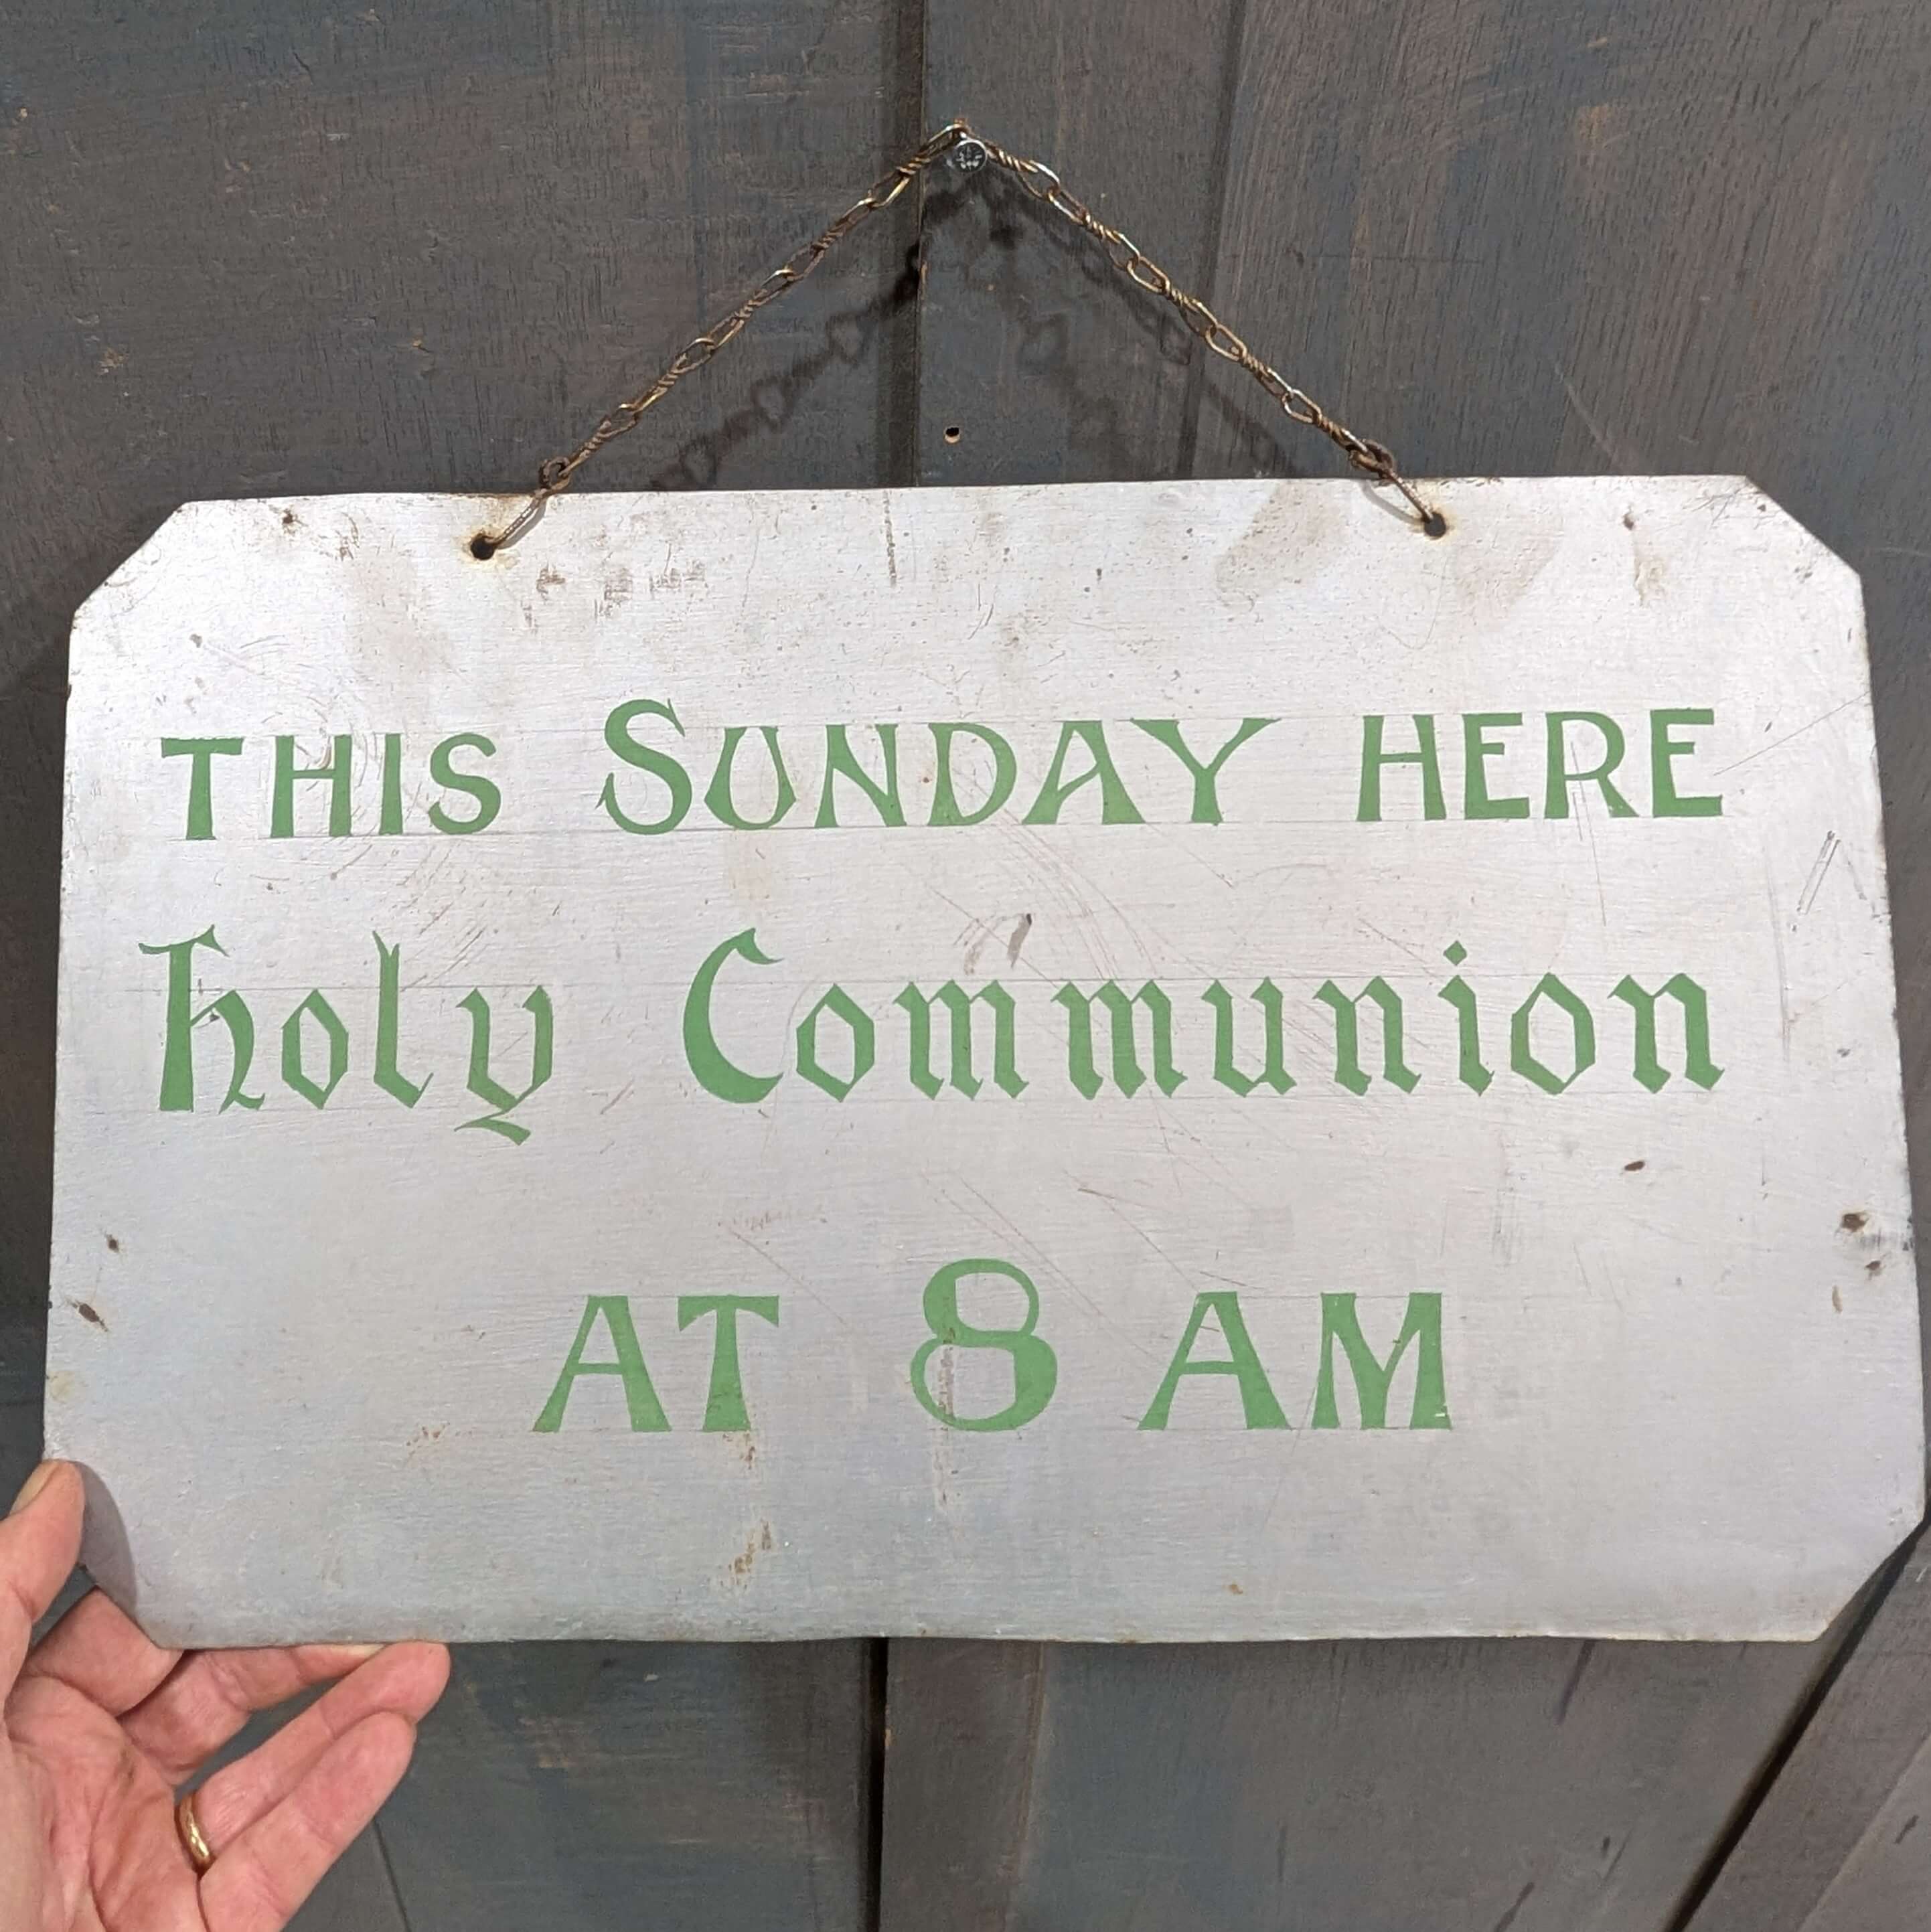 THIS SUNDAY HERE
holy Communion
AT 8 AM